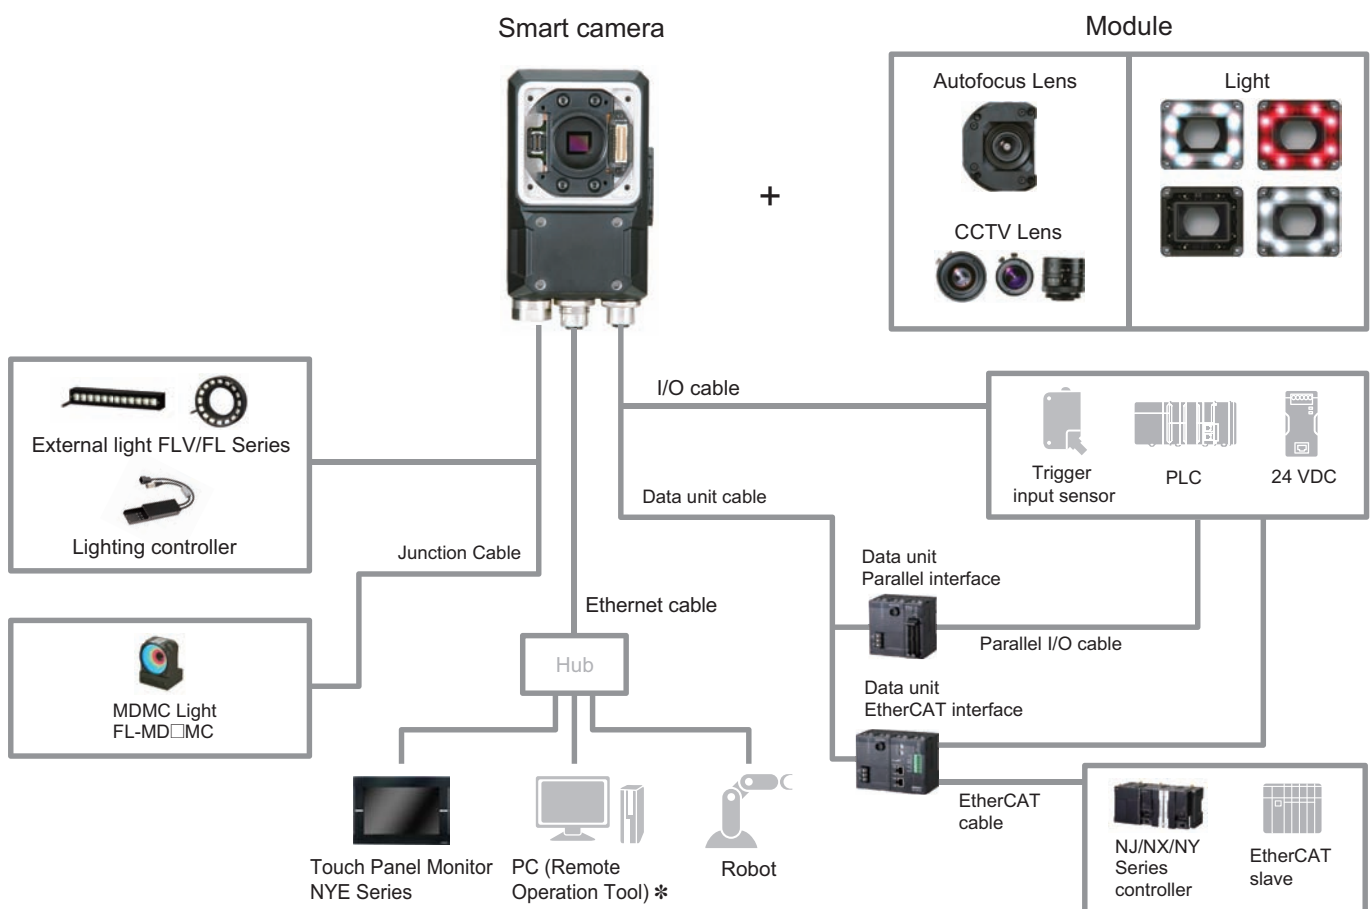 Smart camera
Module
Autofocus Lens
Light
+
CCTV Lens
I/O cable
External light FLV/FL Series
Lighting controller
Trigger
input sensor
PLC
24 VDC
Data unit cable
Junction Cable
Data unit
Parallel interface
Ethernet cable
Parallel I/O cable
Hub
MDMC Light
FL-MD□MC
Data unit
EtherCAT interface
EtherCAT
cable
Touch Panel Monitor
NYE Series
PC (Remote
Operation Tool) ✻
Robot
NJ/NX/NY
Series
controller
EtherCAT
slave